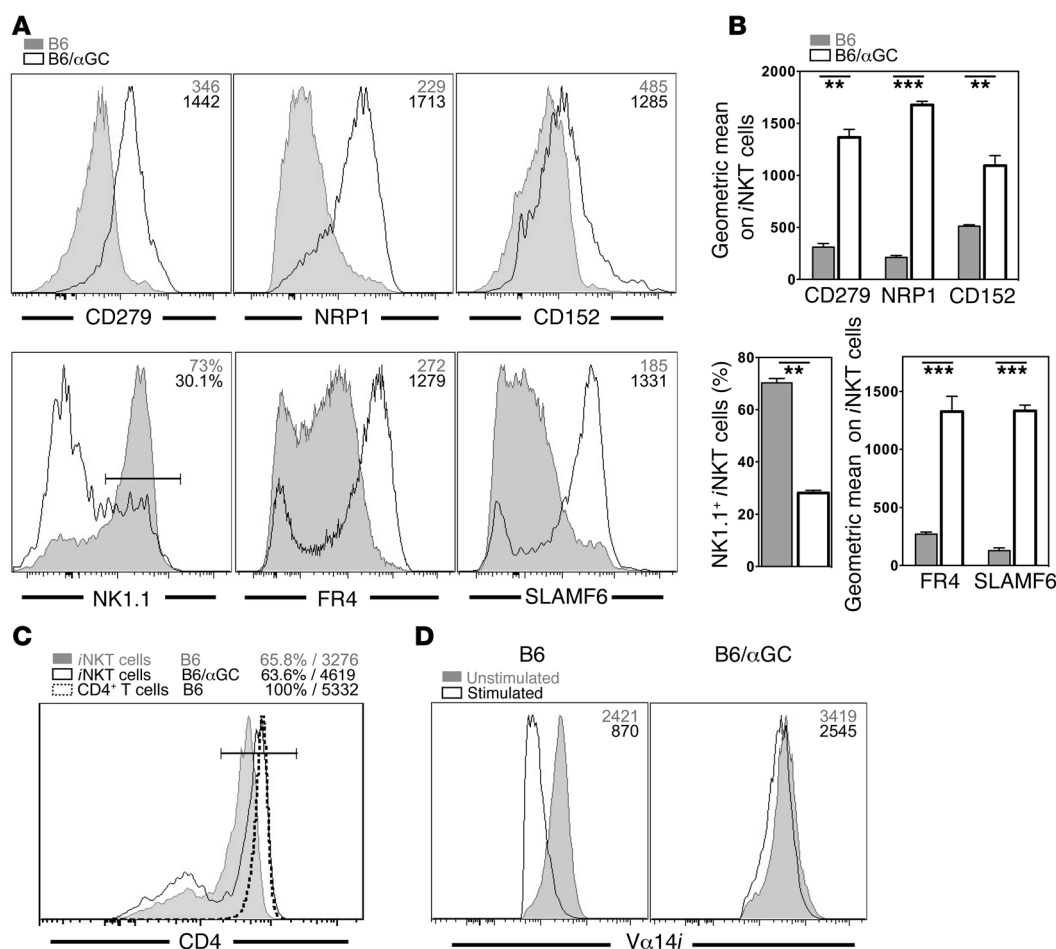 A
B6
B6/αGC
346
1442
229
1713
485
1285
CD279
NRP1
CD152
73%
30.1%
272
1279
185
1331
NK1.1
FR4
SLAMF6
B
B6
B6/αGC
Geometric mean
on iNKT cells
2000
1500
1000
500
0
** *** **
CD279 NRP1 CD152
NK1.1+ iNKT cells (%)
80
60
40
20
0
**
Geometric mean on iNKT cells
1500
1000
500
0
*** ***
FR4 SLAMF6
C
iNKT cells B6 65.8% / 3276
iNKT cells B6/αGC 63.6% / 4619
CD4+ T cells B6 100% / 5332
CD4
D
B6 B6/αGC
Unstimulated
Stimulated
2421
870
3419
2545
Vα14i